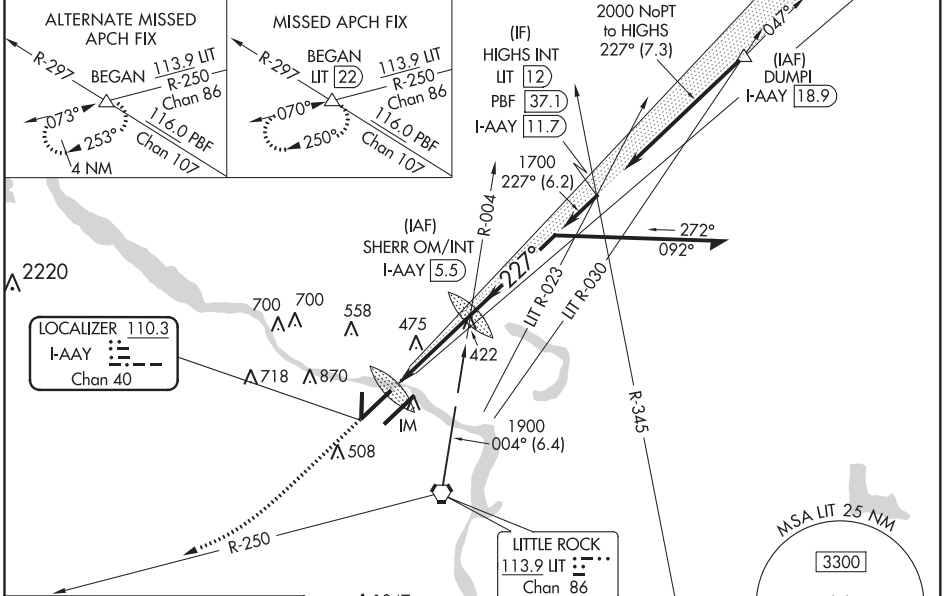 ALTERNATE MISSED
APCH FIX
R-297
BEGAN
113.9 LIT
R-250
Chan 86
073°
253°
4 NM
116.0 PBF
Chan 107
MISSED APCH FIX
R-297
BEGAN
LIT 22
113.9 LIT
R-250
Chan 86
070°
250°
116.0 PBF
Chan 107
2000 NoPT
to HIGHS
227° (7.3)
047°
(IAF)
DUMPI
I-AAY 18.9
(IF)
HIGHS INT
LIT 12
PBF 37.1
I-AAY 11.7
1700
227° (6.2)
R-004
(IAF)
SHERR OM/INT
I-AAY 5.5
227°
272°
092°
LIT R-023
LIT R-030
R-345
2220
700
700
558
475
422
LOCALIZER 110.3
I-AAY
Chan 40
718
870
IM
508
1900
004° (6.4)
R-250
LITTLE ROCK
113.9 LIT
Chan 86
MSA LIT 25 NM
3300